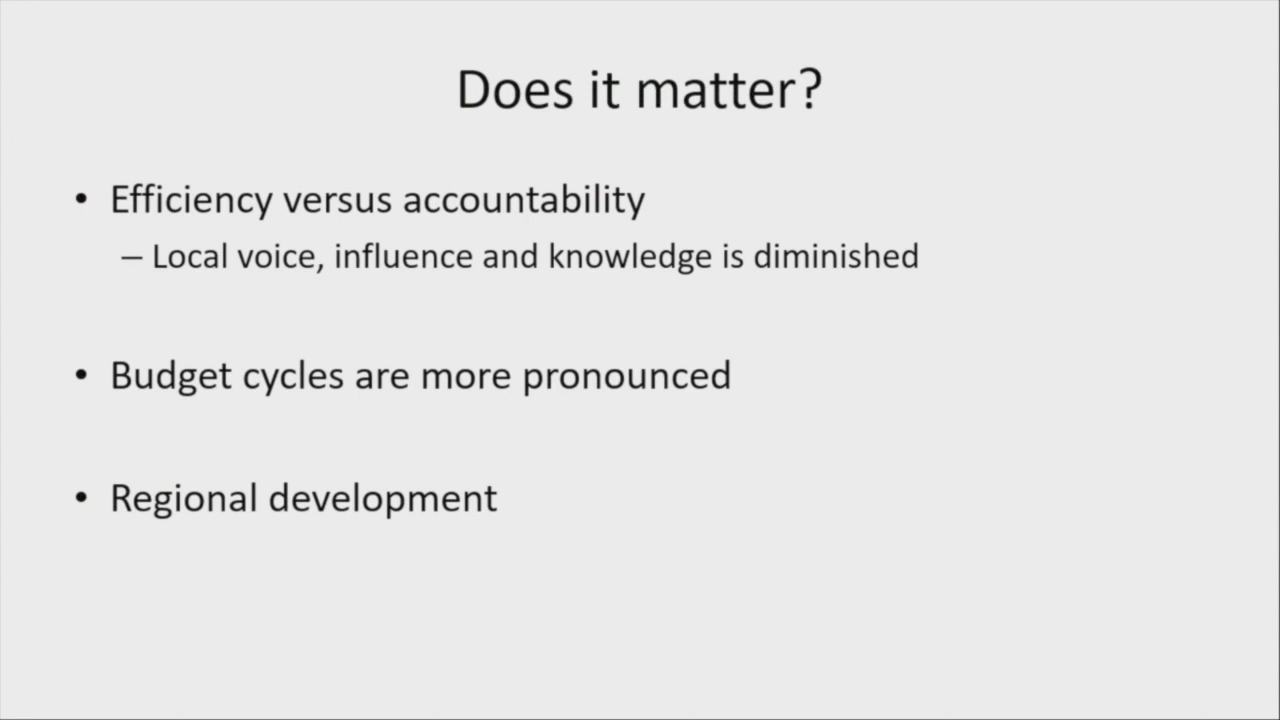 Does it matter?
• Efficiency versus accountability
– Local voice, influence and knowledge is diminished
• Budget cycles are more pronounced
• Regional development